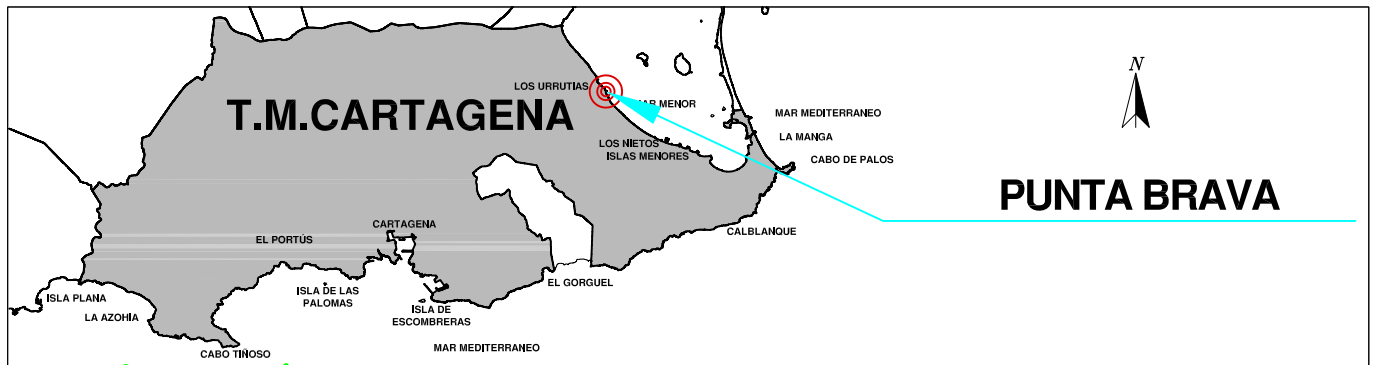 N
LOS URRUTIAS
T.M.CARTAGENA
MAR MENOR
MAR MEDITERRANEO
LA MANGA
LOS NIETOS
ISLAS MENORES
CABO DE PALOS
PUNTA BRAVA
CARTAGENA
CALBLANQUE
EL PORTÚS
EL GORGUEL
ISLA DE LAS
PALOMAS
ISLA PLANA
LA AZOHIA
ISLA DE
ESCOMBRERAS
CABO TIÑOSO
MAR MEDITERRANEO